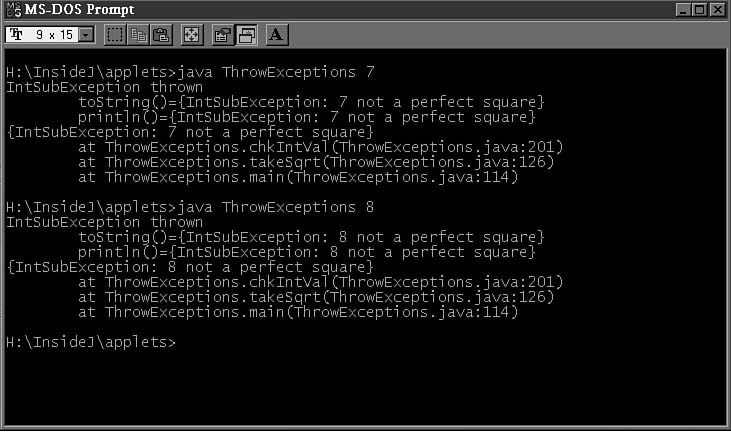 MS-DOS Prompt
9 x 15
A
H:\InsideJ\applets>java ThrowExceptions 7
IntSubException thrown
        toString()={IntSubException: 7 not a perfect square}
        println()={IntSubException: 7 not a perfect square}
{IntSubException: 7 not a perfect square}
        at ThrowExceptions.chkIntVal(ThrowExceptions.java:201)
        at ThrowExceptions.takeSqrt(ThrowExceptions.java:126)
        at ThrowExceptions.main(ThrowExceptions.java:114)
H:\InsideJ\applets>java ThrowExceptions 8
IntSubException thrown
        toString()={IntSubException: 8 not a perfect square}
        println()={IntSubException: 8 not a perfect square}
{IntSubException: 8 not a perfect square}
        at ThrowExceptions.chkIntVal(ThrowExceptions.java:201)
        at ThrowExceptions.takeSqrt(ThrowExceptions.java:126)
        at ThrowExceptions.main(ThrowExceptions.java:114)
H:\InsideJ\applets>